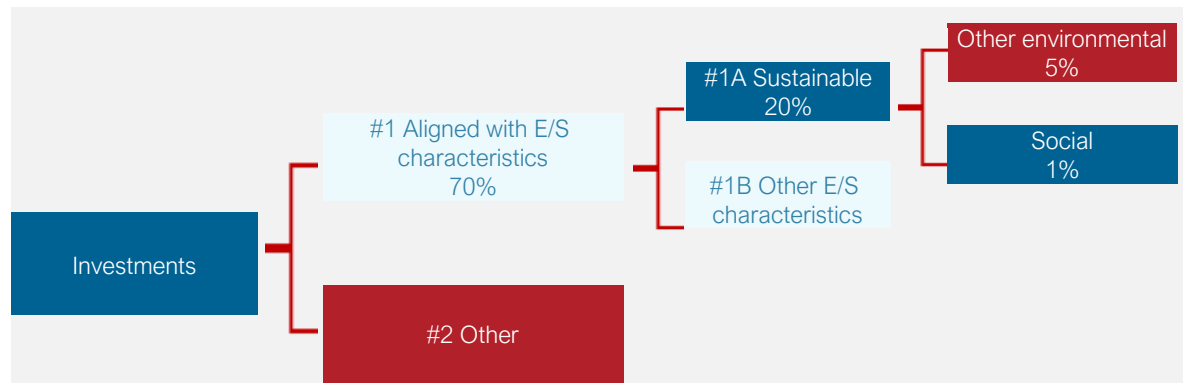 Other environmental
5%
#1A Sustainable
20%
#1 Aligned with E/S
characteristics
70%
Social
1%
#1B Other E/S
characteristics
Investments
#2 Other